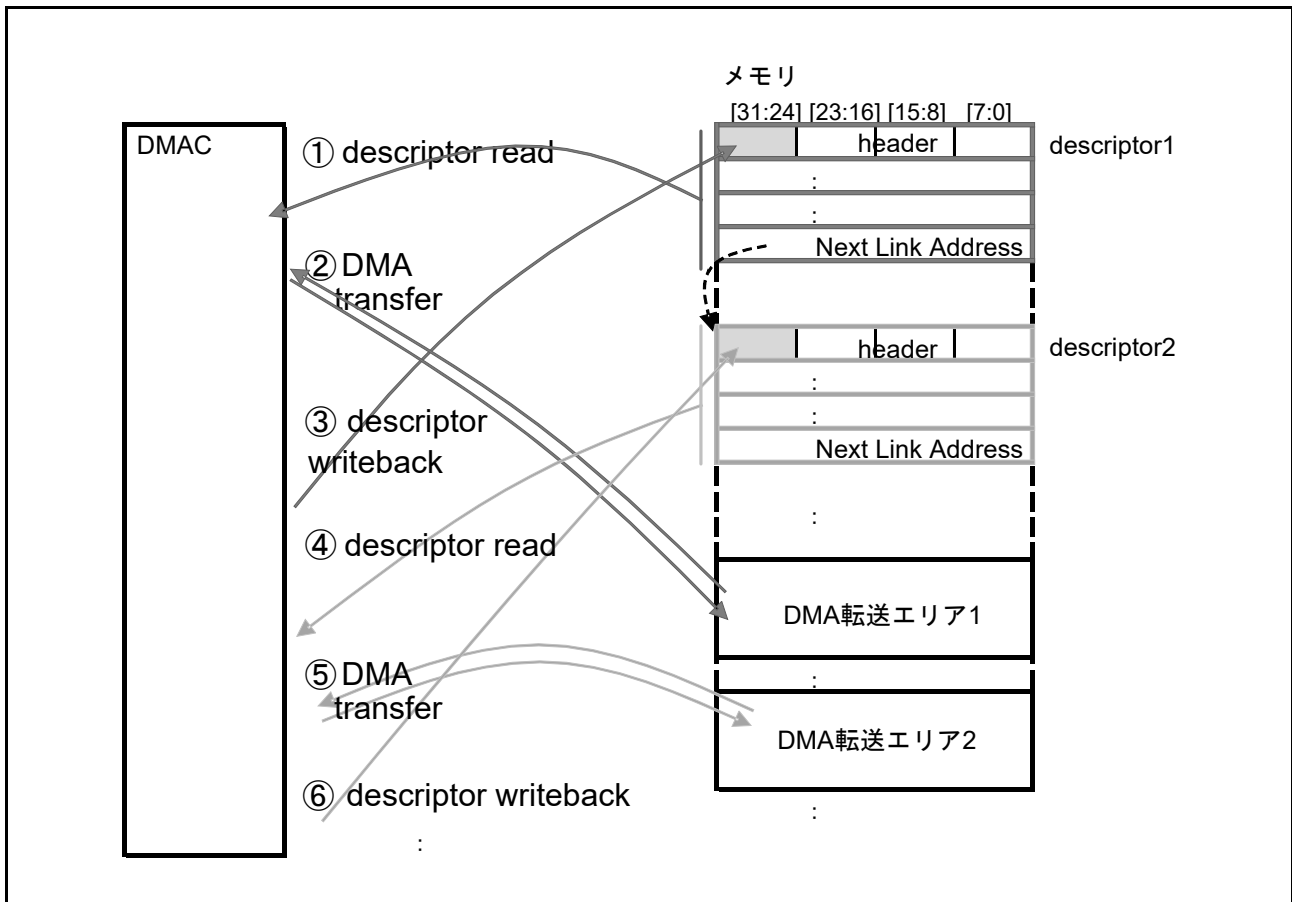 メモリ
[31:24] [23:16] [15:8] [7:0]
DMAC
① descriptor read
header
descriptor1
:
:
Next Link Address
② DMA
transfer
header
descriptor2
:
:
Next Link Address
③ descriptor
writeback
:
④ descriptor read
DMA転送エリア1
:
⑤ DMA
transfer
DMA転送エリア2
⑥ descriptor writeback
:
: